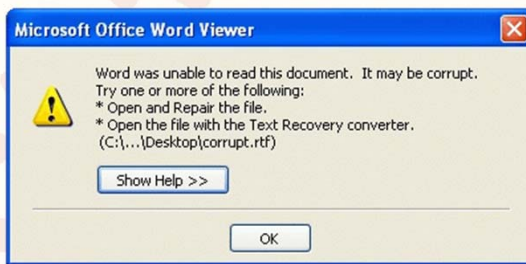 Microsoft Office Word Viewer
Word was unable to read this document.  It may be corrupt.
Try one or more of the following:
* Open and Repair the file.
* Open the file with the Text Recovery converter.
(C:\...\Desktop\corrupt.rtf)
Show Help >>
OK